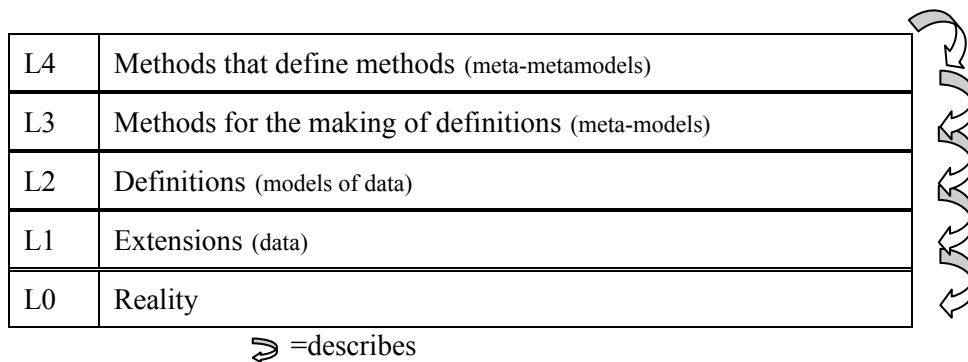 L4 Methods that define methods (meta-metamodels)
L3 Methods for the making of definitions (meta-models)
L2 Definitions (models of data)
L1 Extensions (data)
L0 Reality
=describes